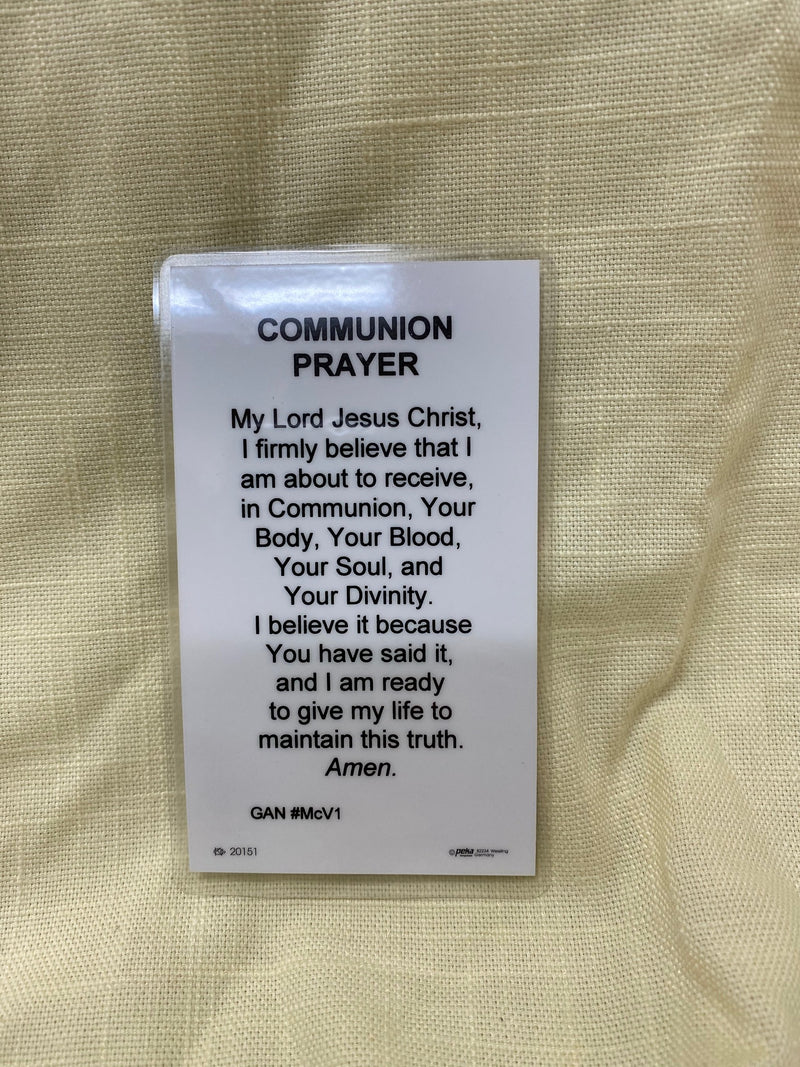 COMMUNION
PRAYER
My Lord Jesus Christ,
I firmly believe that I
am about to receive,
in Communion, Your
Body, Your Blood,
Your Soul, and
Your Divinity.
I believe it because
You have said it,
and I am ready
to give my life to
maintain this truth.
Amen.
GAN #McV1
20151
© peka
Germany